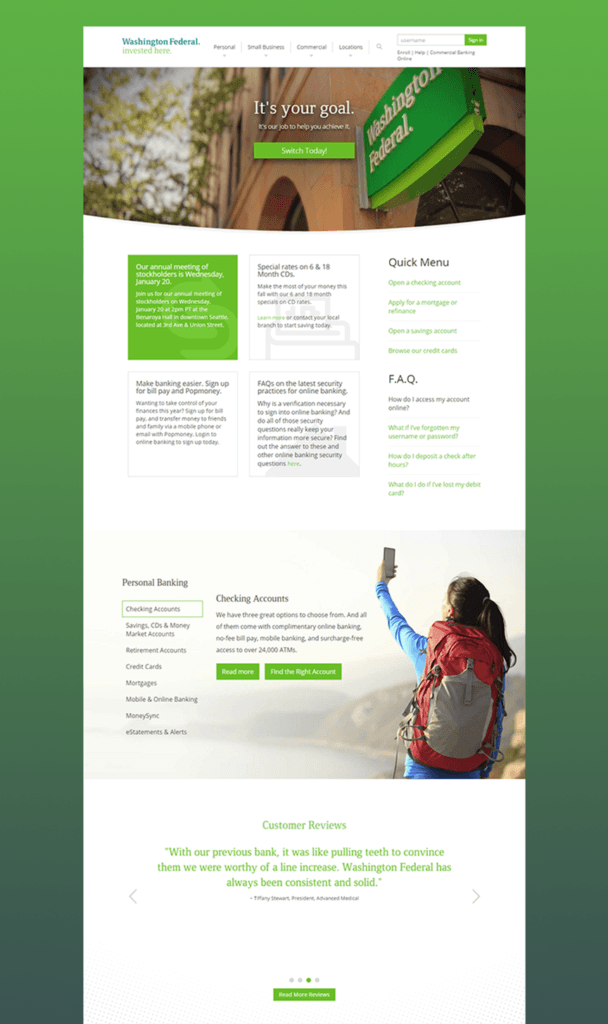 Washington Federal.
invested here.
Personal
Small Business
Commercial
Locations
username
Sign in
Enroll | Help | Commercial Banking
Online
It's your goal.
It's our job to help you achieve it.
Switch Today!
Washington
Federal.
Our annual meeting of
stockholders is Wednesday,
January 20.
Join us for our annual meeting of
stockholders on Wednesday,
January 20 at 2pm PT at the
Benaroya Hall in downtown Seattle,
located at 3rd Ave & Union Street.
Special rates on 6 & 18
Month CDs.
Make the most of your money this
fall with our 6 and 18 month
specials on CD rates.
Learn more or contact your local
branch to start saving today.
Quick Menu
Open a checking account
Apply for a mortgage or
refinance
Open a savings account
Browse our credit cards
Make banking easier. Sign up
for bill pay and Popmoney.
Wanting to take control of your
finances this year? Sign up for bill
pay, and transfer money to friends
and family via a mobile phone or
email with Popmoney. Login to
online banking to sign up today.
FAQs on the latest security
practices for online banking.
Why is a verification necessary
to sign into online banking? And
do all of those security
questions really keep your
information more secure? Find
out the answer to these and
other online banking security
questions here.
F.A.Q.
How do I access my account
online?
What if I've forgotten my
username or password?
How do I deposit a check after
hours?
What do I do if I've lost my debit
card?
Personal Banking
Checking Accounts
Savings, CDs & Money
Market Accounts
Retirement Accounts
Credit Cards
Mortgages
Mobile & Online Banking
MoneySync
eStatements & Alerts
Checking Accounts
We have three great options to choose from. And all
of them come with complimentary online banking,
no-fee bill pay, mobile banking, and surcharge-free
access to over 24,000 ATMs.
Read more
Find the Right Account
Customer Reviews
"With our previous bank, it was like pulling teeth to convince
them we were worthy of a line increase. Washington Federal has
always been consistent and solid."
~ Tiffany Stewart, President, Advanced Medical
Read More Reviews